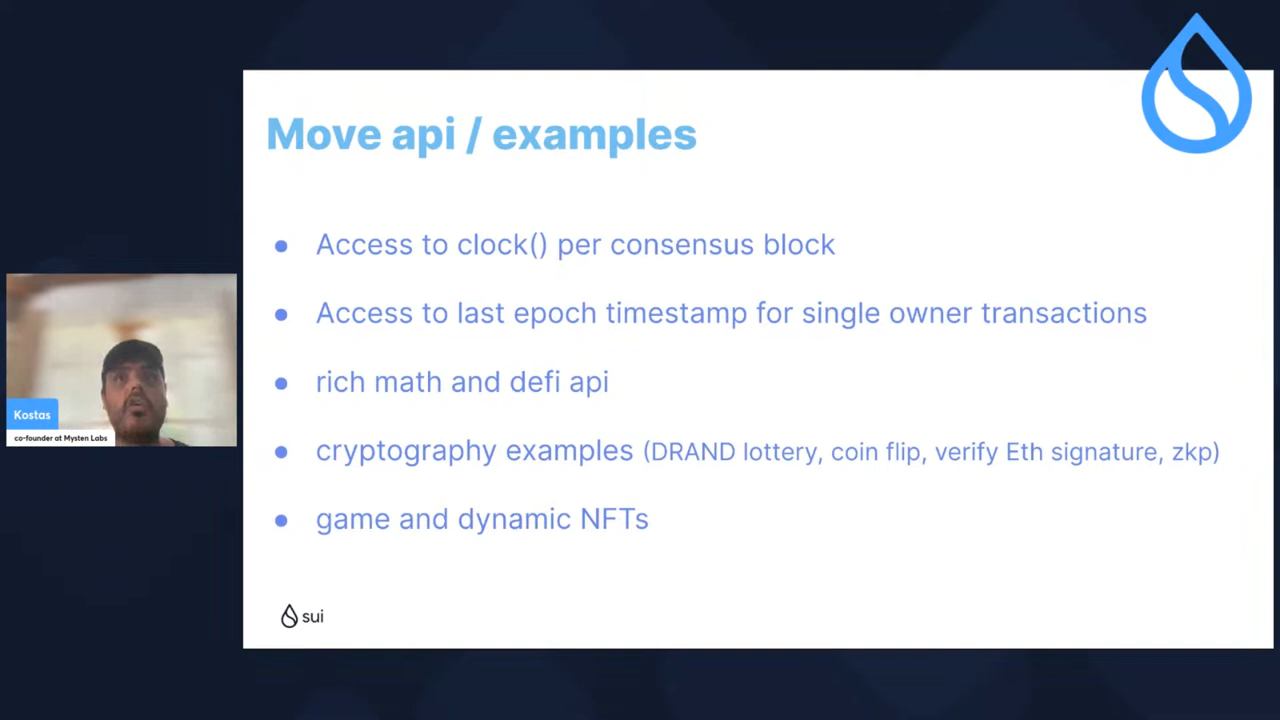 Move api / examples
Access to clock() per consensus block
Access to last epoch timestamp for single owner transactions
rich math and defi api
cryptography examples (DRAND lottery, coin flip, verify Eth signature, zkp)
game and dynamic NFTs
sui
Kostas
co-founder at Mysten Labs